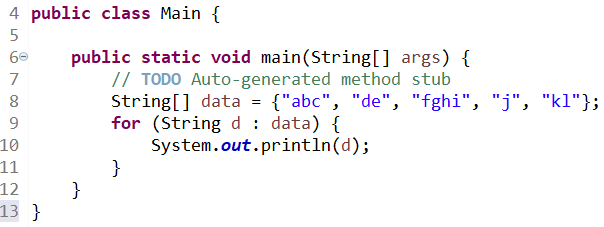 4 public class Main {
5
6 public static void main(String[] args) {
7 // TODO Auto-generated method stub
8 String[] data = {"abc", "de", "fghi", "j", "kl"};
9 for (String d : data) {
10 System.out.println(d);
11 }
12 }
13 }